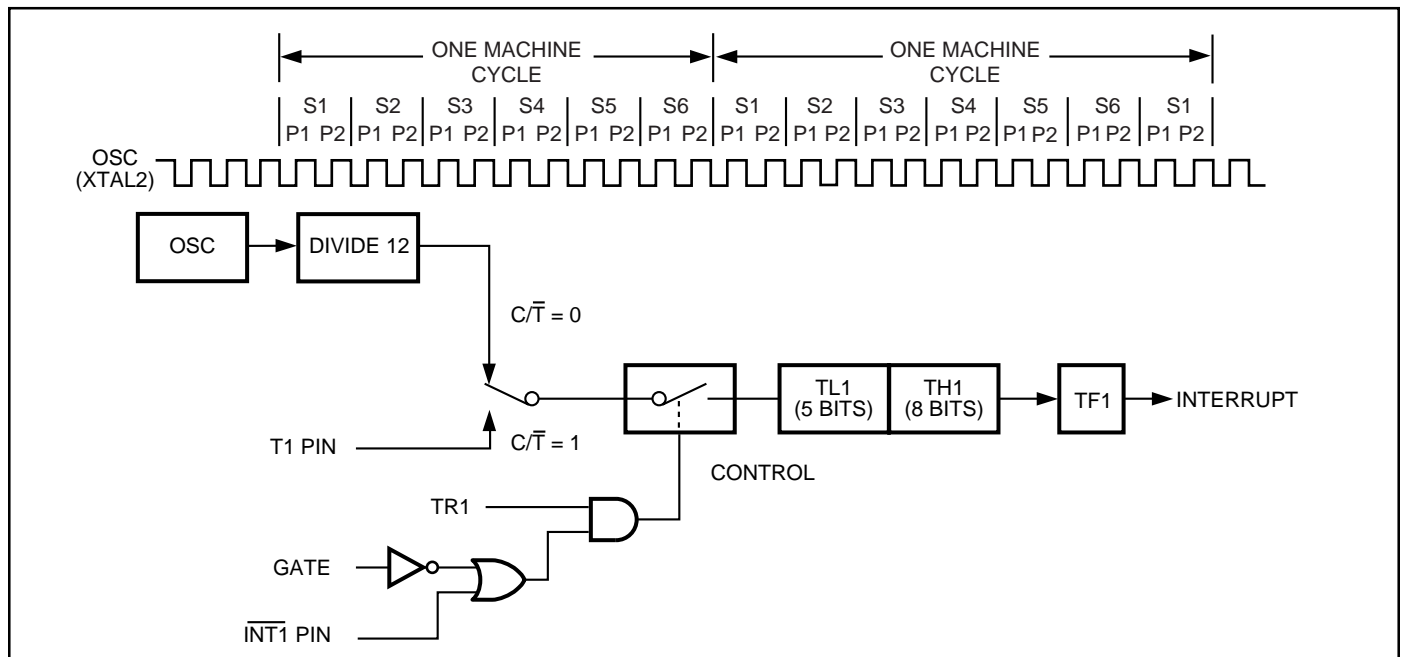 ONE MACHINE CYCLE
ONE MACHINE CYCLE
S1 S2 S3 S4 S5 S6 S1 S2 S3 S4 S5 S6 S1
P1 P2 P1 P2 P1 P2 P1 P2 P1 P2 P1 P2 P1 P2 P1 P2 P1 P2 P1 P2 P1 P2 P1 P2 P1 P2
OSC
(XTAL2)
OSC
DIVIDE 12
C/T̅ = 0
TL1
(5 BITS)
TH1
(8 BITS)
TF1
INTERRUPT
T1 PIN
C/T̅ = 1
CONTROL
TR1
GATE
I̅N̅T̅1̅ PIN